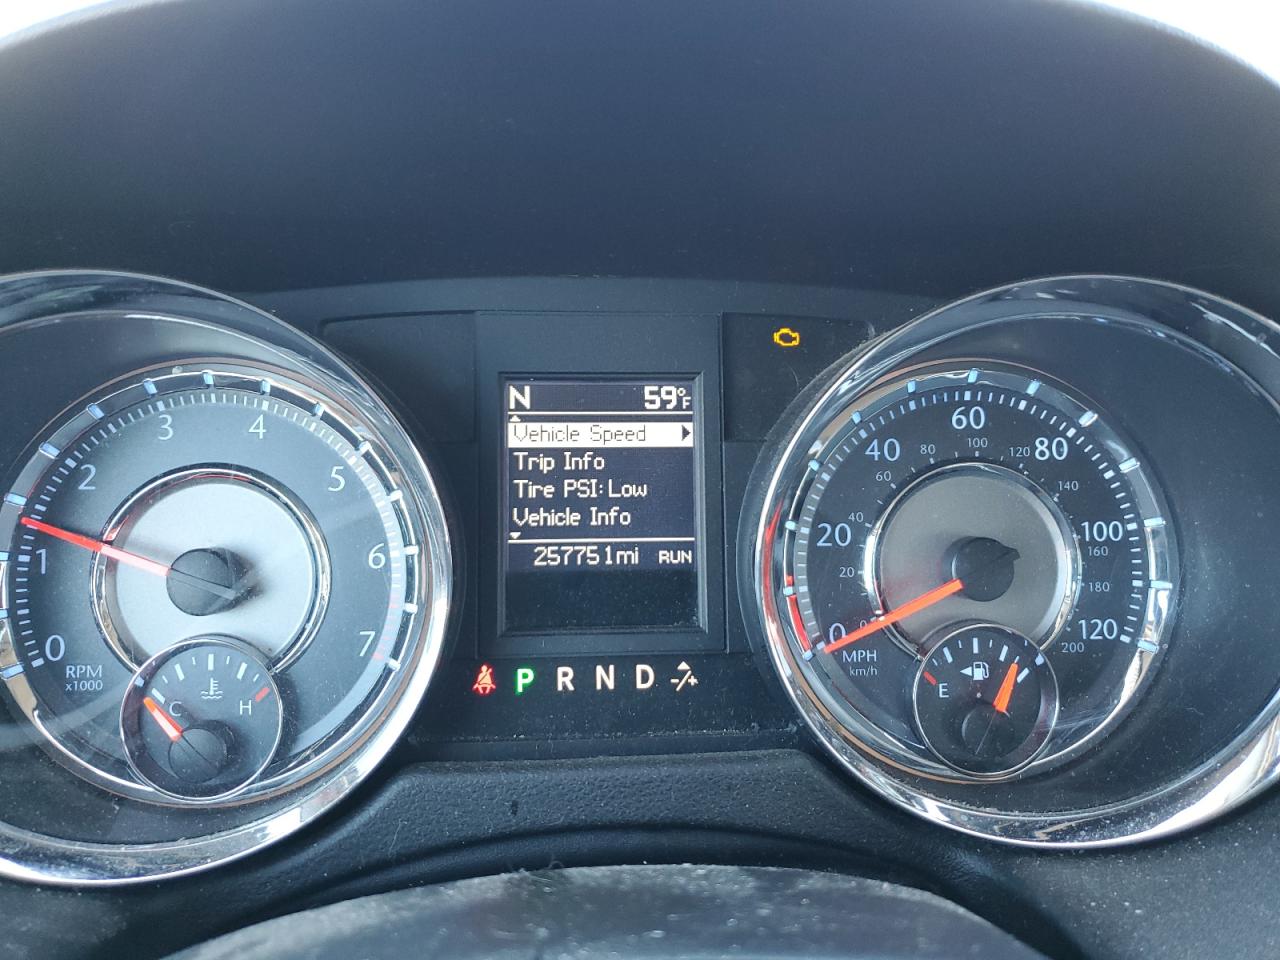 N 59°F
Vehicle Speed
Trip Info
Tire PSI: Low
Vehicle Info
257751mi RUN
0 1 2 3 4 5 6 7
RPM
x1000
C H
P R N D -/+
0 20 40 60 80 100 120
0 20 40 60 80 100 120 140 160 180 200
MPH
km/h
E